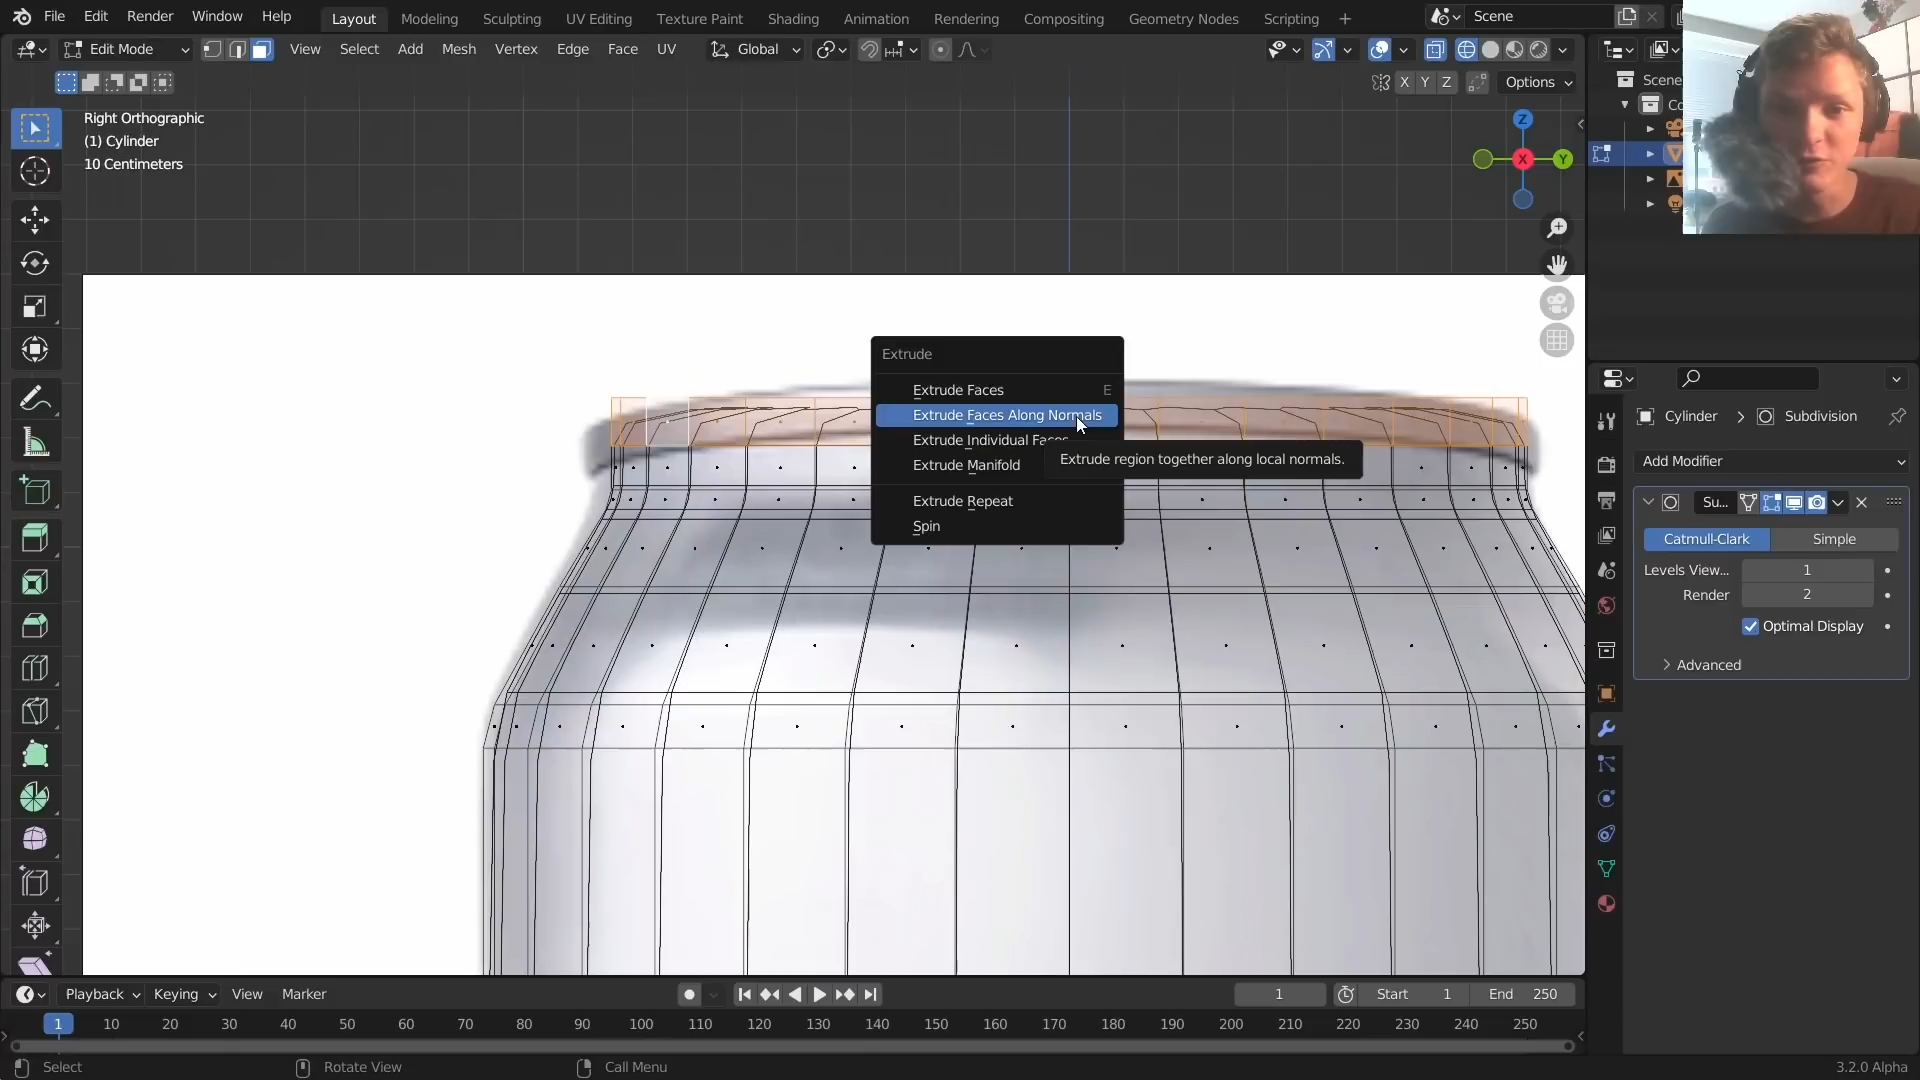 File Edit Render Window Help
Layout Modeling Sculpting UV Editing Texture Paint Shading Animation Rendering Compositing Geometry Nodes Scripting +
Scene
Edit Mode
View Select Add Mesh Vertex Edge Face UV
Global
X Y Z
Options
Right Orthographic
(1) Cylinder
10 Centimeters
Z
X
Y
Scene
Co
Extrude
Extrude Faces E
Extrude Faces Along Normals
Extrude Individual Faces
Extrude Manifold
Extrude region together along local normals.
Extrude Repeat
Spin
Cylinder > Subdivision
Add Modifier
Su...
Catmull-Clark Simple
Levels View... 1
Render 2
Optimal Display
Advanced
Playback Keying View Marker
1
Start 1
End 250
1 10 20 30 40 50 60 70 80 90 100 110 120 130 140 150 160 170 180 190 200 210 220 230 240 250
Select Rotate View Call Menu
3.2.0 Alpha